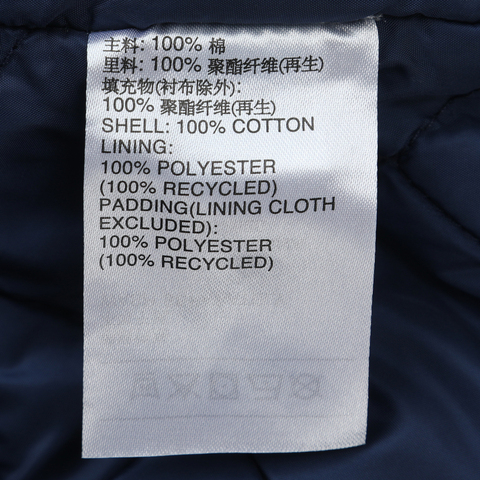 主料: 100% 棉
里料: 100% 聚酯纤维(再生)
填充物(衬布除外):
100% 聚酯纤维(再生)
SHELL: 100% COTTON
LINING:
100% POLYESTER
(100% RECYCLED)
PADDING(LINING CLOTH
EXCLUDED):
100% POLYESTER
(100% RECYCLED)